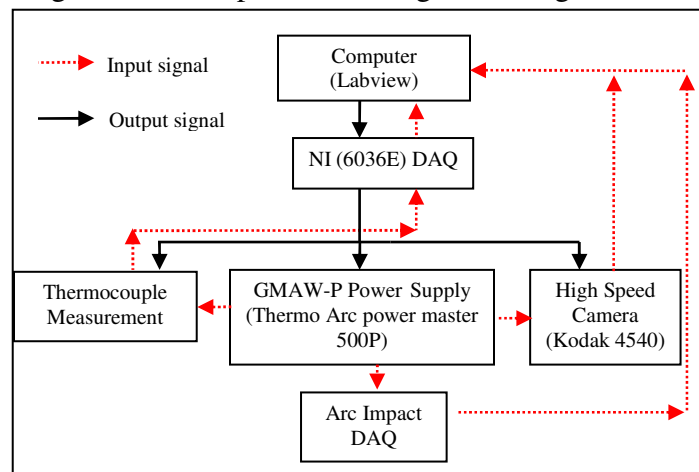 Input signal
Output signal
Computer
(Labview)
NI (6036E) DAQ
Thermocouple
Measurement
GMAW-P Power Supply
(Thermo Arc power master
500P)
High Speed
Camera
(Kodak 4540)
Arc Impact
DAQ